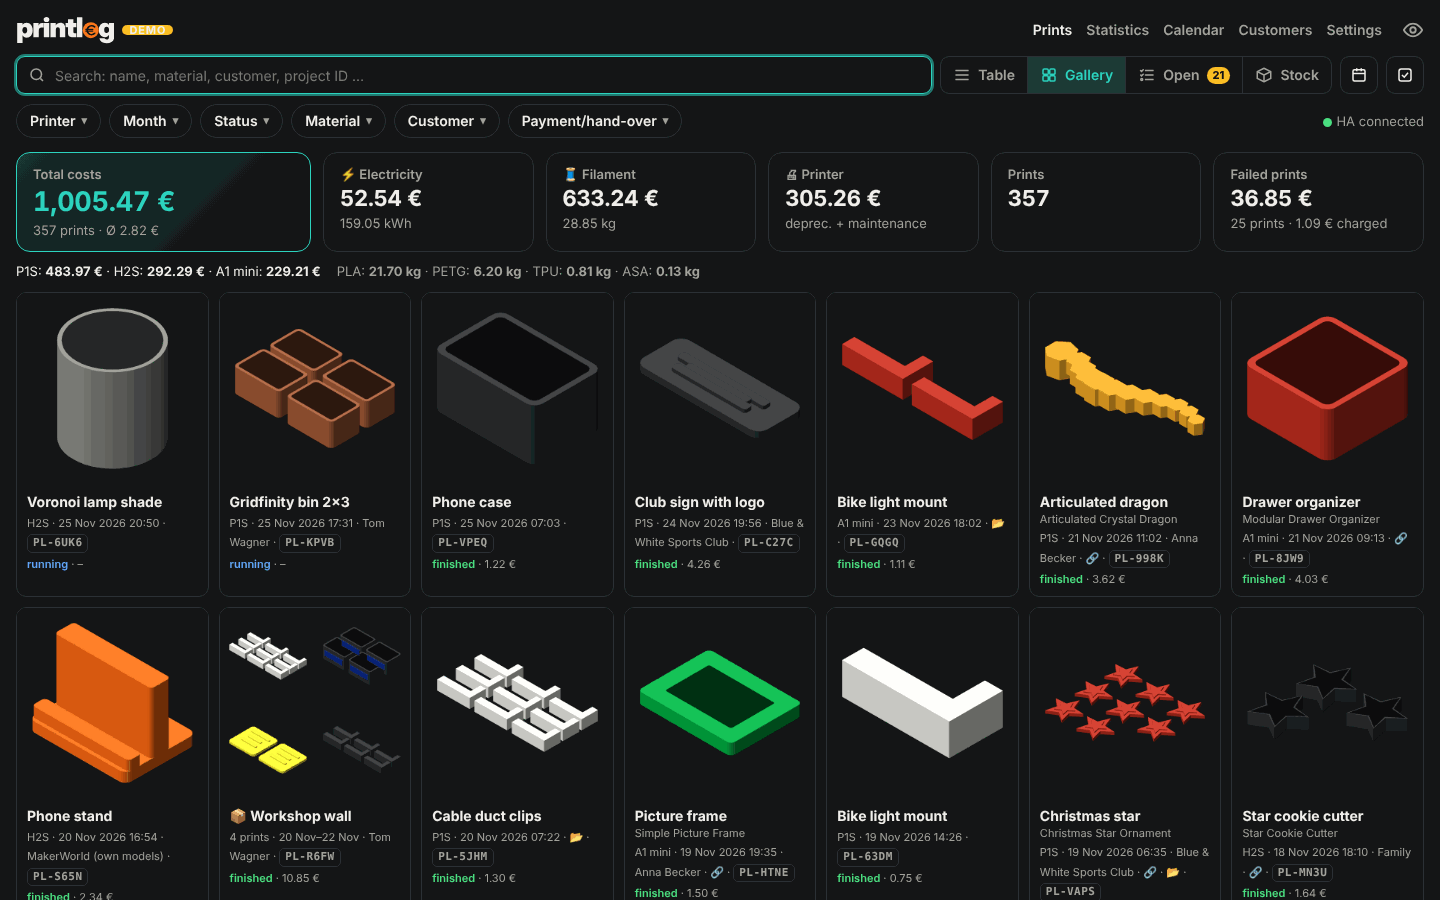 printlog DEMO
Prints Statistics Calendar Customers Settings
Search: name, material, customer, project ID ...
Table Gallery Open 21 Stock
Printer ▾ Month ▾ Status ▾ Material ▾ Customer ▾ Payment/hand-over ▾
HA connected
Total costs
1,005.47 €
357 prints · Ø 2.82 €
⚡ Electricity
52.54 €
159.05 kWh
🧵 Filament
633.24 €
28.85 kg
🖨 Printer
305.26 €
deprec. + maintenance
Prints
357
Failed prints
36.85 €
25 prints · 1.09 € charged
P1S: 483.97 € · H2S: 292.29 € · A1 mini: 229.21 € PLA: 21.70 kg · PETG: 6.20 kg · TPU: 0.81 kg · ASA: 0.13 kg
Voronoi lamp shade
H2S · 25 Nov 2026 20:50 ·
PL-6UK6
running · –
Gridfinity bin 2×3
P1S · 25 Nov 2026 17:31 · Tom
Wagner · PL-KPVB
running · –
Phone case
P1S · 25 Nov 2026 07:03 ·
PL-VPEQ
finished · 1.22 €
Club sign with logo
P1S · 24 Nov 2026 19:56 · Blue &
White Sports Club · PL-C27C
finished · 4.26 €
Bike light mount
A1 mini · 23 Nov 2026 18:02 · 📂
· PL-GQGQ
finished · 1.11 €
Articulated dragon
Articulated Crystal Dragon
P1S · 21 Nov 2026 11:02 · Anna
Becker · 🔗 · PL-998K
finished · 3.62 €
Drawer organizer
Modular Drawer Organizer
A1 mini · 21 Nov 2026 09:13 · 🔗
· PL-8JW9
finished · 4.03 €
Phone stand
H2S · 20 Nov 2026 16:54 ·
MakerWorld (own models) ·
PL-S65N
finished · 2.34 €
📦 Workshop wall
4 prints · 20 Nov–22 Nov · Tom
Wagner · PL-R6FW
finished · 10.85 €
Cable duct clips
P1S · 20 Nov 2026 07:22 · 📂 ·
PL-5JHM
finished · 1.30 €
Picture frame
Simple Picture Frame
A1 mini · 19 Nov 2026 19:35 ·
Anna Becker · 🔗 · PL-HTNE
finished · 1.50 €
Bike light mount
P1S · 19 Nov 2026 14:26 ·
PL-63DM
finished · 0.75 €
Christmas star
Christmas Star Ornament
P1S · 19 Nov 2026 06:35 · Blue &
White Sports Club · 🔗 · 📂 ·
PL-VAPS
Star cookie cutter
Star Cookie Cutter
H2S · 18 Nov 2026 18:10 · Family
· 🔗 · PL-MN3U
finished · 1.64 €